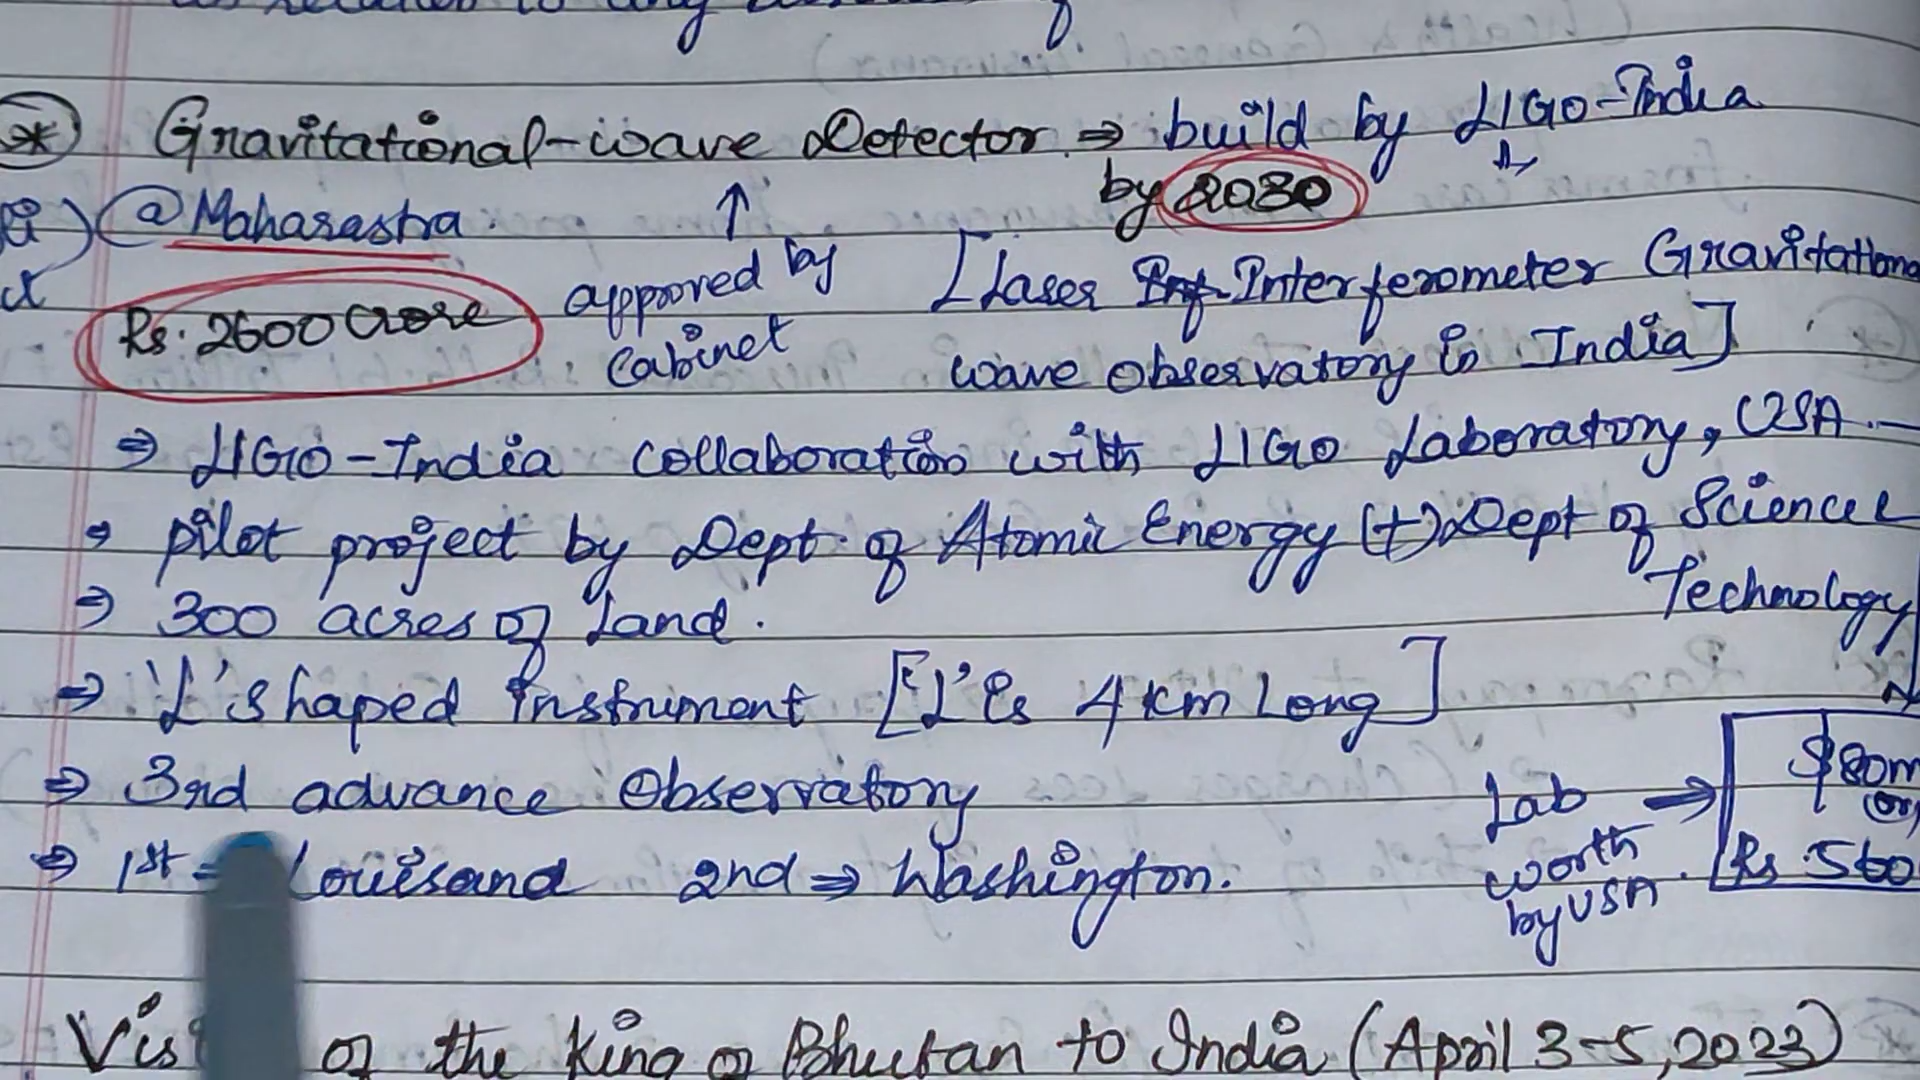 ⊛ Gravitational-wave Detector ⇒ build by LIGO-India
by 2030
@ Maharastra.
↑
approved by
Cabinet
Rs. 2600 Crore
[Laser Interferometer Gravitationa
wave observatory in India]
⇒ LIGO-India collaboration with LIGO Laboratory, USA.
⇒ pilot project by Dept. of Atomic Energy (+) Dept of Science &
Technology
⇒ 300 acres of Land.
⇒ 'L' shaped instrument ['L' is 4 km Long]
⇒ 3rd advance Observatory
⇒ 1st ⇒ Louisand 2nd ⇒ Washington.
Lab →
worth
by USA.
$80m
(or)
Rs. 560
of the King of Bhutan to India (April 3-5, 2023)